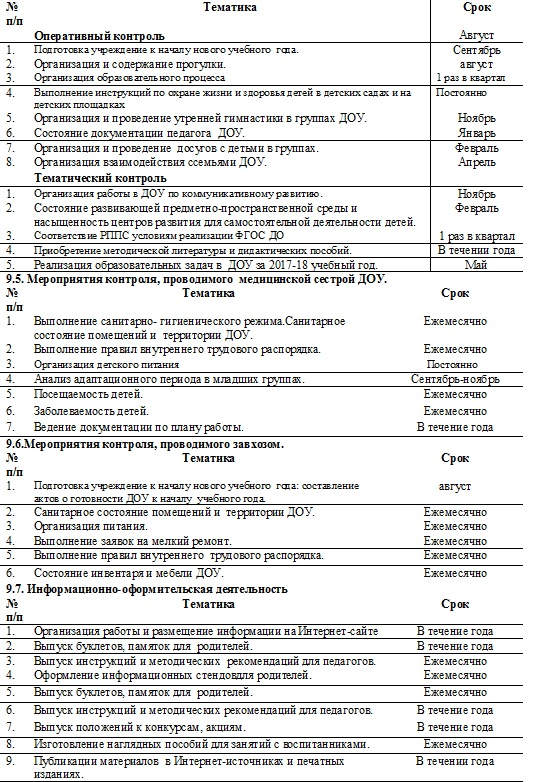 № Тематика Срок
п/п
Оперативный контроль Август
1. Подготовка учреждение к началу нового учебного года. Сентябрь
2. Организация и содержание прогулки. август
3. Организация образовательного процесса 1 раз в квартал
4. Выполнение инструкций по охране жизни и здоровья детей в детских садах и на Постоянно
детских площадках
5. Организация и проведение утренней гимнастики в группах ДОУ. Ноябрь
6. Состояние документации педагога ДОУ. Январь
7. Организация и проведение досугов с детьми в группах. Февраль
8. Организация взаимодействия ссемьями ДОУ. Апрель
Тематический контроль
1. Организация работы в ДОУ по коммуникативному развитию. Ноябрь
2. Состояние развивающей предметно-пространственной среды и Февраль
насыщенность центров развития для самостоятельной деятельности детей.
3. Соответствие РППС условиям реализации ФГОС ДО 1 раз в квартал
4. Приобретение методической литературы и дидактических пособий. В течении года
5. Реализация образовательных задач в ДОУ за 2017-18 учебный год. Май
9.5. Мероприятия контроля, проводимого медицинской сестрой ДОУ.
№ Тематика Срок
п/п
1. Выполнение санитарно- гигиенического режима.Санитарное Ежемесячно
состояние помещений и территории ДОУ.
2. Выполнение правил внутреннего трудового распорядка. Ежемесячно
3. Организация детского питания Постоянно
4. Анализ адаптационного периода в младших группах. Сентябрь-ноябрь
5. Посещаемость детей. Ежемесячно
6. Заболеваемость детей. Ежемесячно
7. Ведение документации по плану работы. В течение года
9.6.Мероприятия контроля, проводимого завхозом.
№ Тематика Срок
п/п
1. Подготовка учреждение к началу нового учебного года: составление август
актов о готовности ДОУ к началу учебного года.
2. Санитарное состояние помещений и территории ДОУ. Ежемесячно
3. Организация питания. Ежемесячно
4. Выполнение заявок на мелкий ремонт. Ежемесячно
5. Выполнение правил внутреннего трудового распорядка. Ежемесячно
6. Состояние инвентаря и мебели ДОУ. Ежемесячно
9.7. Информационно-оформительская деятельность
№ Тематика Срок
п/п
1. Организация работы и размещение информации на Интернет-сайте В течение года
2. Выпуск буклетов, памяток для родителей. В течение года
3. Выпуск инструкций и методических рекомендаций для педагогов. Ежемесячно
4. Оформление информационных стендовдля родителей. Ежемесячно
5. Выпуск буклетов, памяток для родителей. Ежемесячно
6. Выпуск инструкций и методических рекомендаций для педагогов. В течение года
7. Выпуск положений к конкурсам, акциям. В течение года
8. Изготовление наглядных пособий для занятий с воспитанниками. Ежемесячно
9. Публикации материалов в Интернет-источниках и печатных В течении года
изданиях.